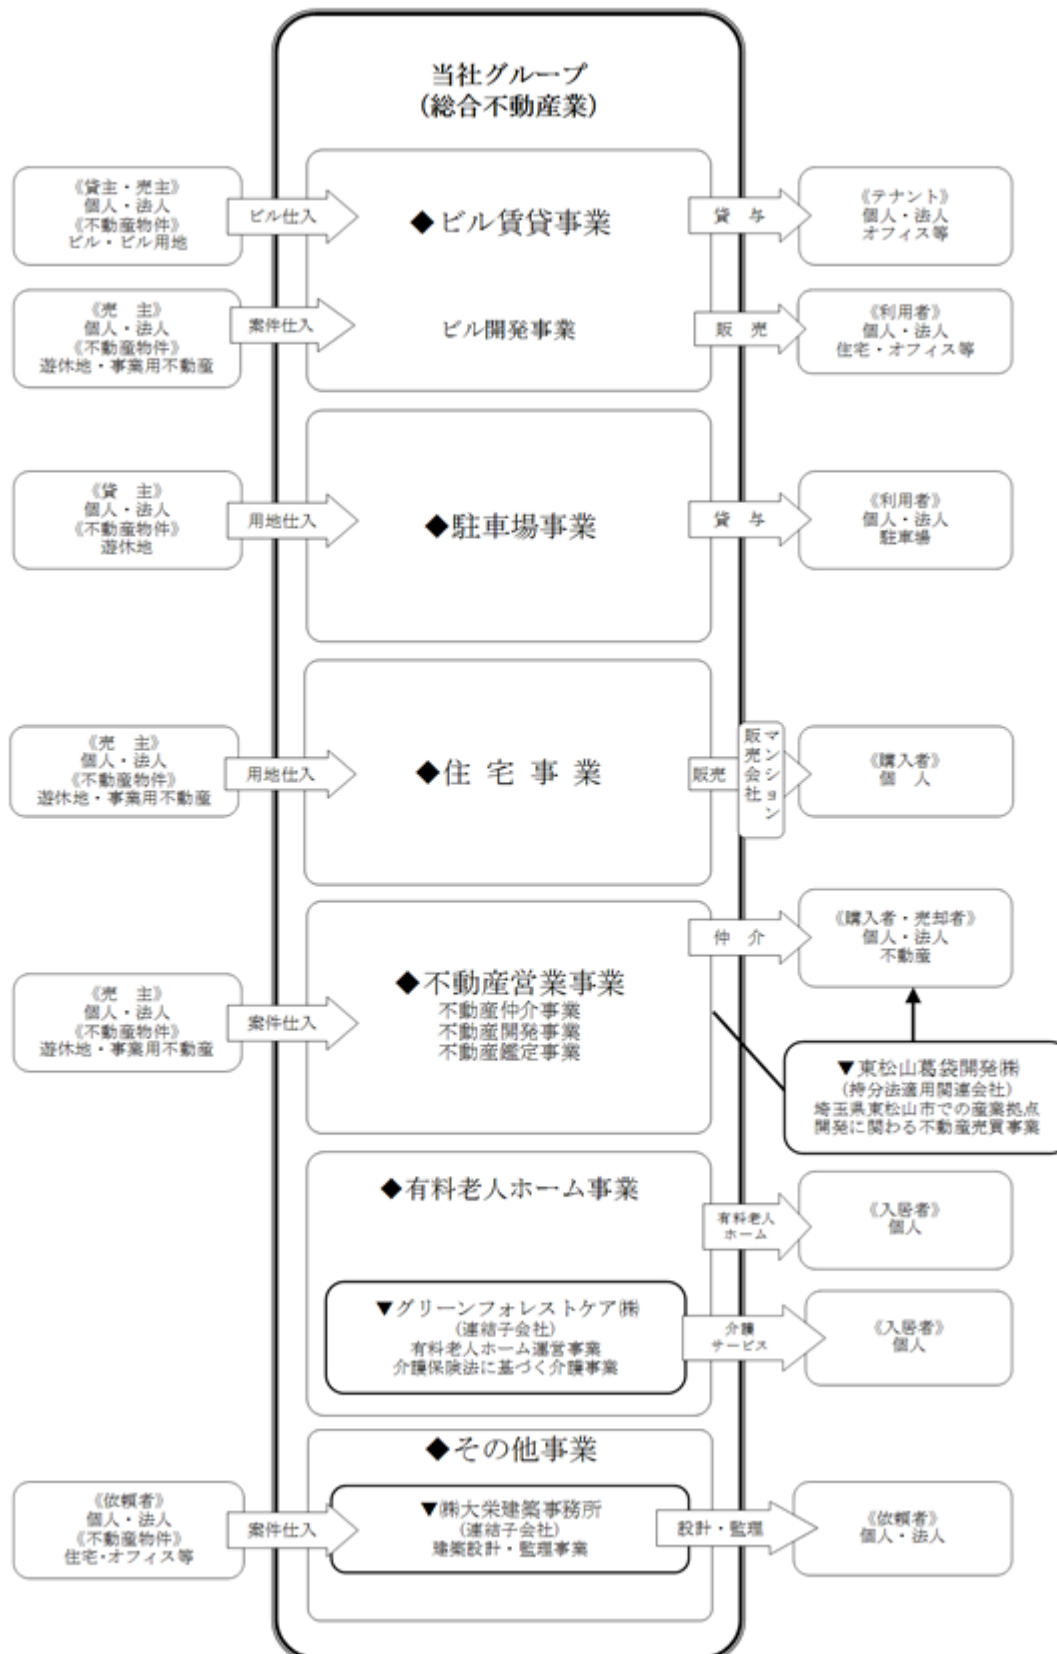 当社グループ
(総合不動産業)
《貸主・売主》
個人・法人
《不動産物件》
ビル・ビル用地
ビル仕入
◆ビル賃貸事業
貸 与
《テナント》
個人・法人
オフィス等
《売 主》
個人・法人
《不動産物件》
遊休地・事業用不動産
案件仕入
ビル開発事業
販 売
《利用者》
個人・法人
住宅・オフィス等
《貸 主》
個人・法人
《不動産物件》
遊休地
用地仕入
◆駐車場事業
貸 与
《利用者》
個人・法人
駐車場
《売 主》
個人・法人
《不動産物件》
遊休地・事業用不動産
用地仕入
◆住 宅 事 業
販売
マンション
販売会社
《購入者》
個 人
《売 主》
個人・法人
《不動産物件》
遊休地・事業用不動産
案件仕入
◆不動産営業事業
不動産仲介事業
不動産開発事業
不動産鑑定事業
仲 介
《購入者・売却者》
個人・法人
不動産
▼東松山葛袋開発㈱
(持分法適用関連会社)
埼玉県東松山市での産業拠点
開発に関わる不動産売買事業
◆有料老人ホーム事業
有料老人
ホーム
《入居者》
個人
▼グリーンフォレストケア㈱
(連結子会社)
有料老人ホーム運営事業
介護保険法に基づく介護事業
介護
サービス
《入居者》
個人
◆その他事業
《依頼者》
個人・法人
《不動産物件》
住宅・オフィス等
案件仕入
▼㈱大栄建築事務所
(連結子会社)
建築設計・監理事業
設計・監理
《依頼者》
個人・法人